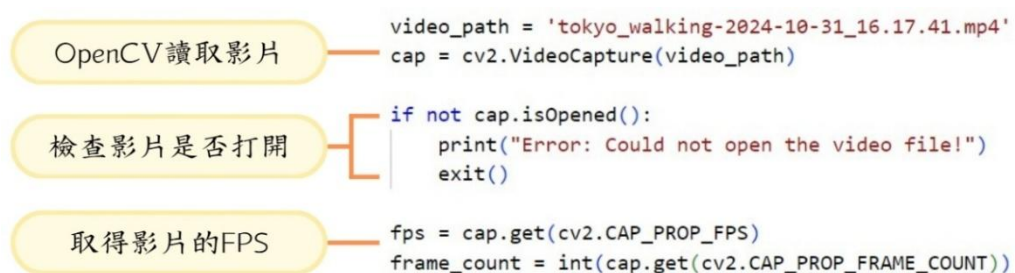 OpenCV讀取影片
video_path = 'tokyo_walking-2024-10-31_16.17.41.mp4'
cap = cv2.VideoCapture(video_path)
檢查影片是否打開
if not cap.isOpened():
    print("Error: Could not open the video file!")
    exit()
取得影片的FPS
fps = cap.get(cv2.CAP_PROP_FPS)
frame_count = int(cap.get(cv2.CAP_PROP_FRAME_COUNT))